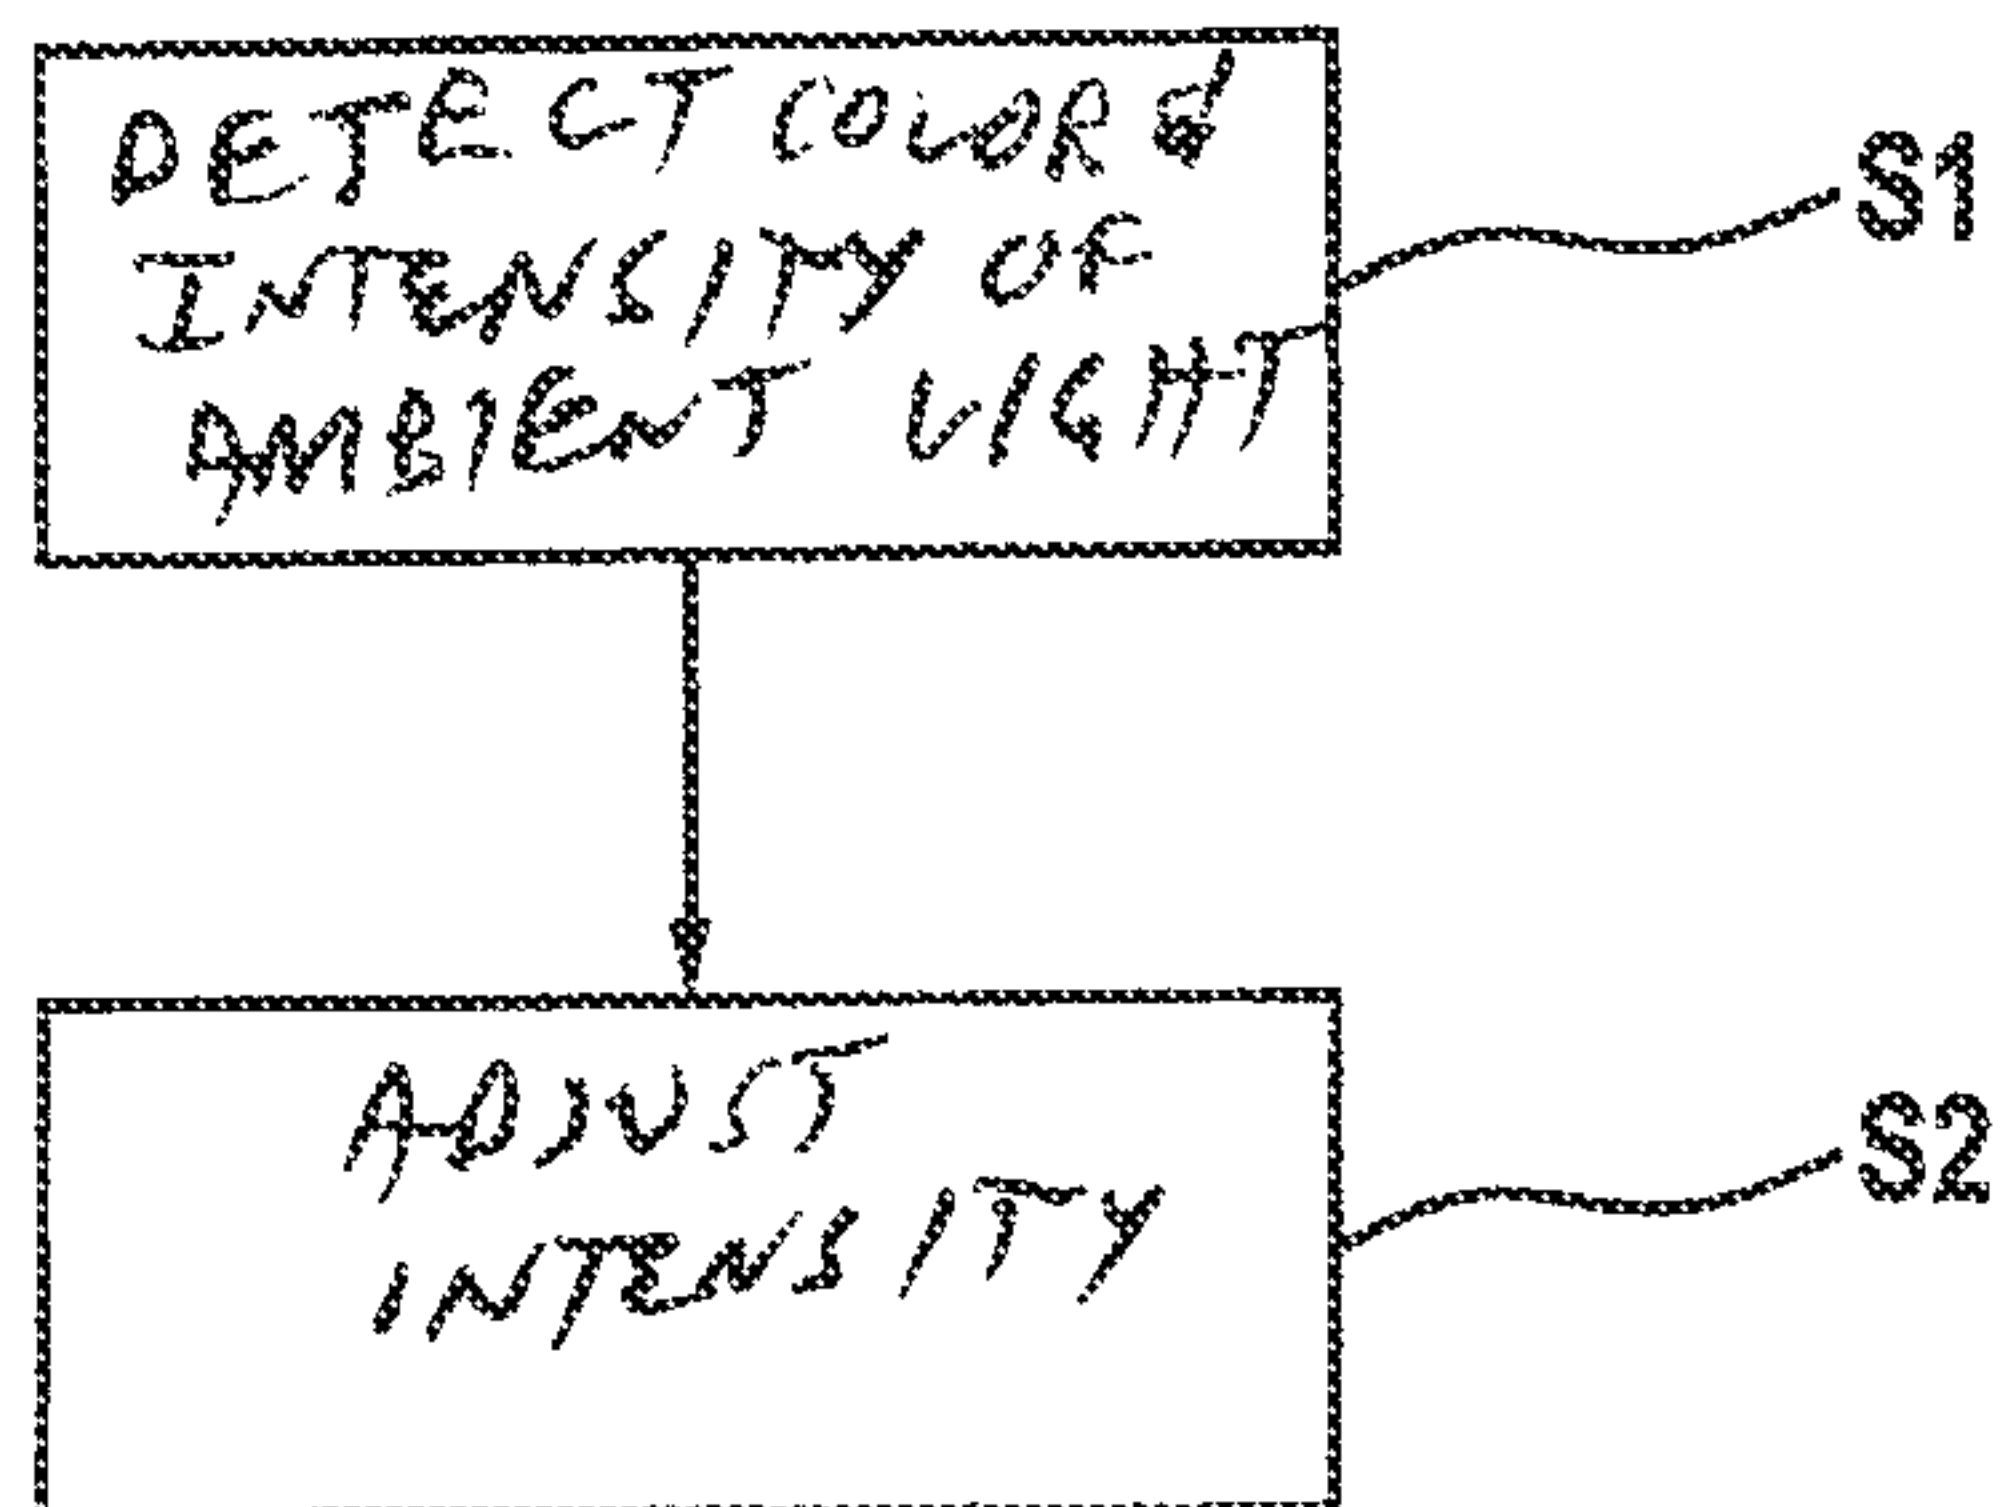 DETECT COLOR &
INTENSITY OF
AMBIENT LIGHT
S1
ADJUST
INTENSITY
S2